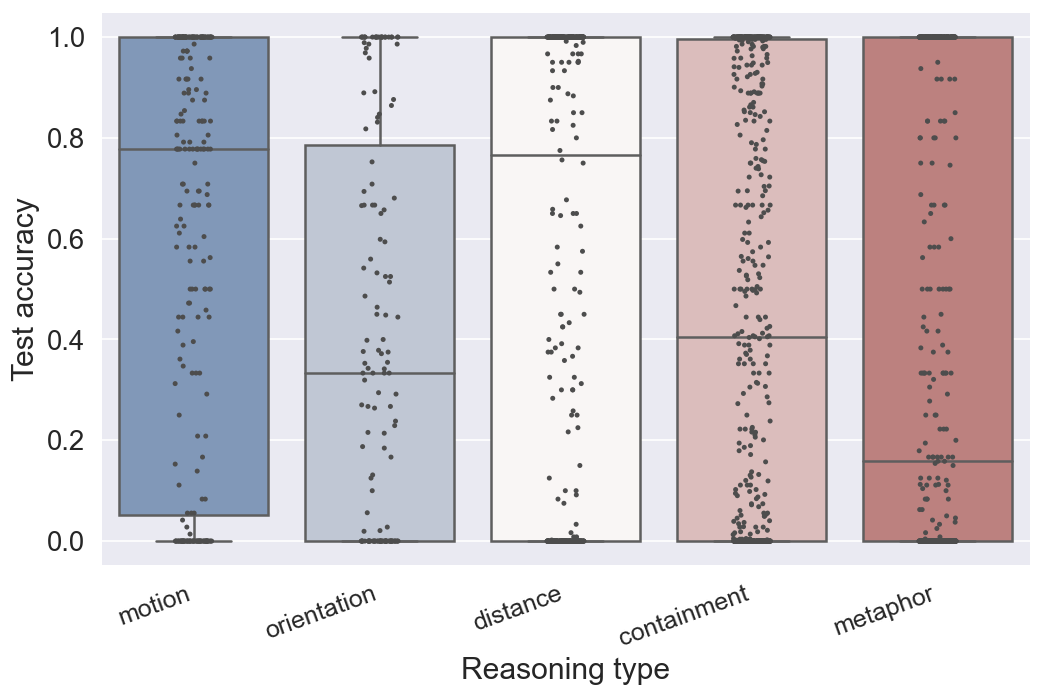 1.0
0.8
0.6
0.4
0.2
0.0
Test accuracy
motion
orientation
distance
containment
metaphor
Reasoning type